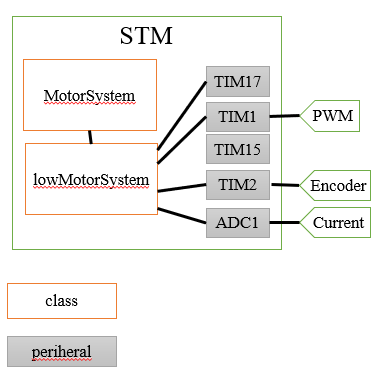 STM
MotorSystem
lowMotorSystem
TIM17
TIM1
PWM
TIM15
TIM2
Encoder
ADC1
Current
class
periheral